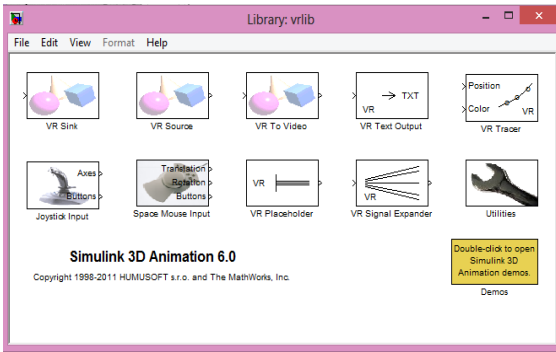 Library: vrlib
File Edit View Format Help
VR Sink
VR Source
VR To Video
→ TXT
VR
VR Text Output
Position
Color
VR
VR Tracer
Axes
Buttons
Joystick Input
Translation
Rotation
Buttons
Space Mouse Input
VR
VR Placeholder
VR
VR Signal Expander
Utilities
Simulink 3D Animation 6.0
Copyright 1998-2011 HUMUSOFT s.r.o. and The MathWorks, Inc.
Double-click to open
Simulink 3D
Animation demos.
Demos